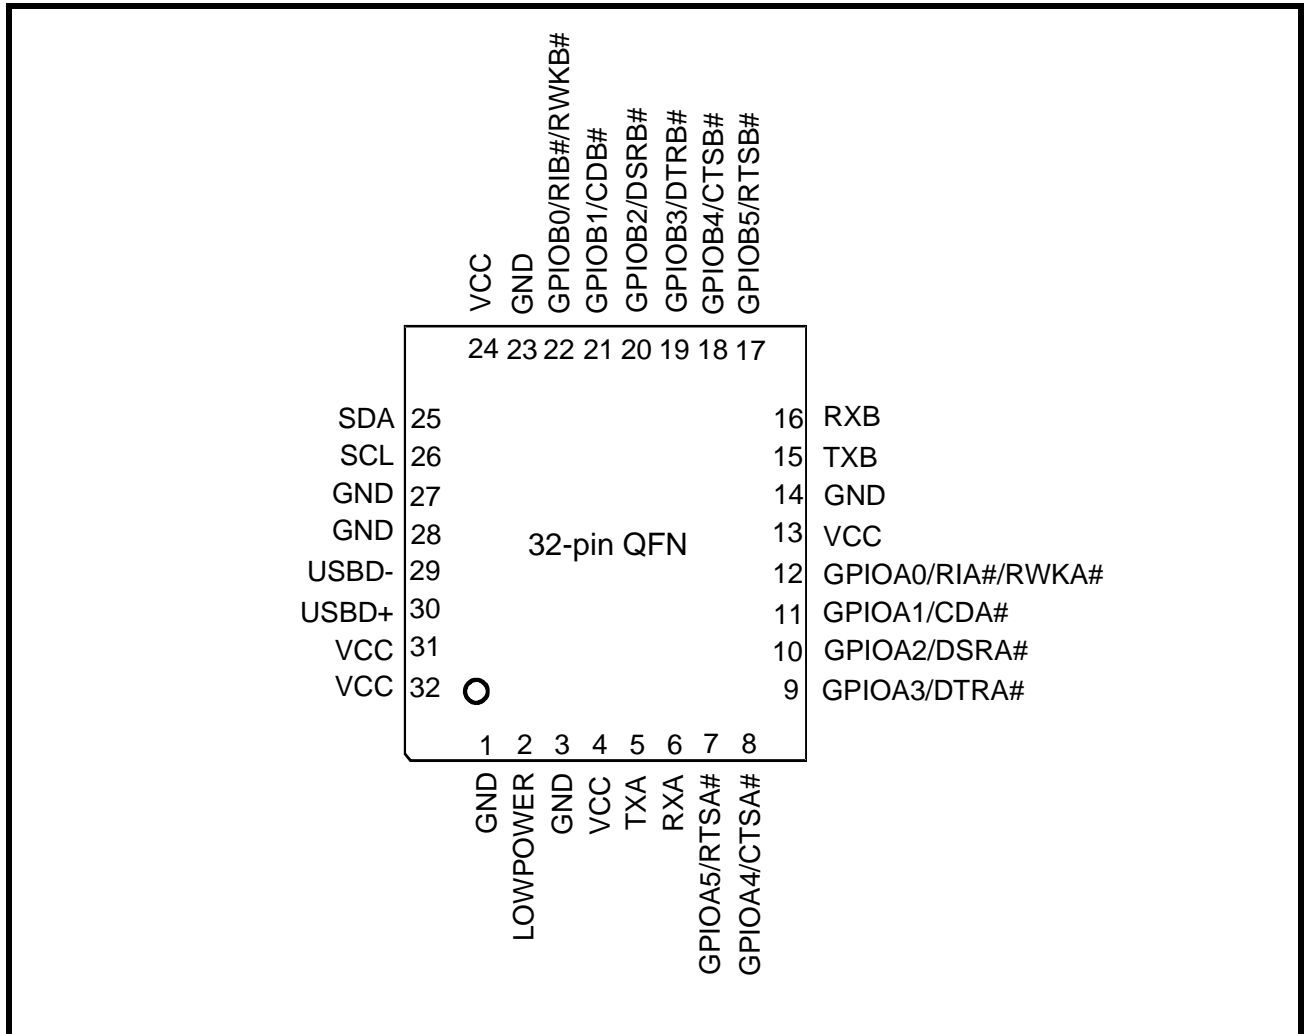 VCC
GND
GPIOB0/RIB#/RWKB#
GPIOB1/CDB#
GPIOB2/DSRB#
GPIOB3/DTRB#
GPIOB4/CTSB#
GPIOB5/RTSB#
24 23 22 21 20 19 18 17
SDA 25
SCL 26
GND 27
GND 28
USBD- 29
USBD+ 30
VCC 31
VCC 32
32-pin QFN
16 RXB
15 TXB
14 GND
13 VCC
12 GPIOA0/RIA#/RWKA#
11 GPIOA1/CDA#
10 GPIOA2/DSRA#
9 GPIOA3/DTRA#
1 2 3 4 5 6 7 8
GND
LOWPOWER
GND
VCC
TXA
RXA
GPIOA5/RTSA#
GPIOA4/CTSA#